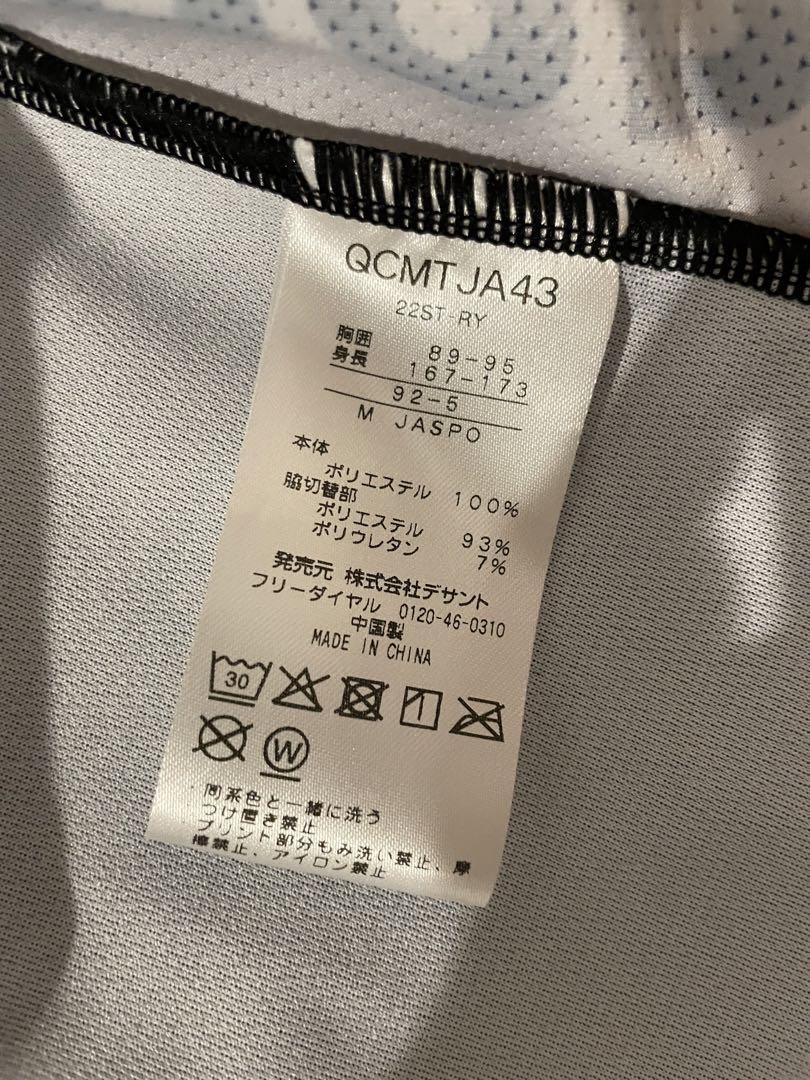 QCMTJA43
22ST-RY
胸囲 89-95
身長 167-173
92-5
M JASPO
本体
ポリエステル 100%
脇切替部
ポリエステル 93%
ポリウレタン 7%
発売元 株式会社デサント
フリーダイヤル 0120-46-0310
中国製
MADE IN CHINA
30
W
同系色と一緒に洗う
つけ置き禁止
プリント部分もみ洗い禁止、摩
擦禁止、アイロン禁止